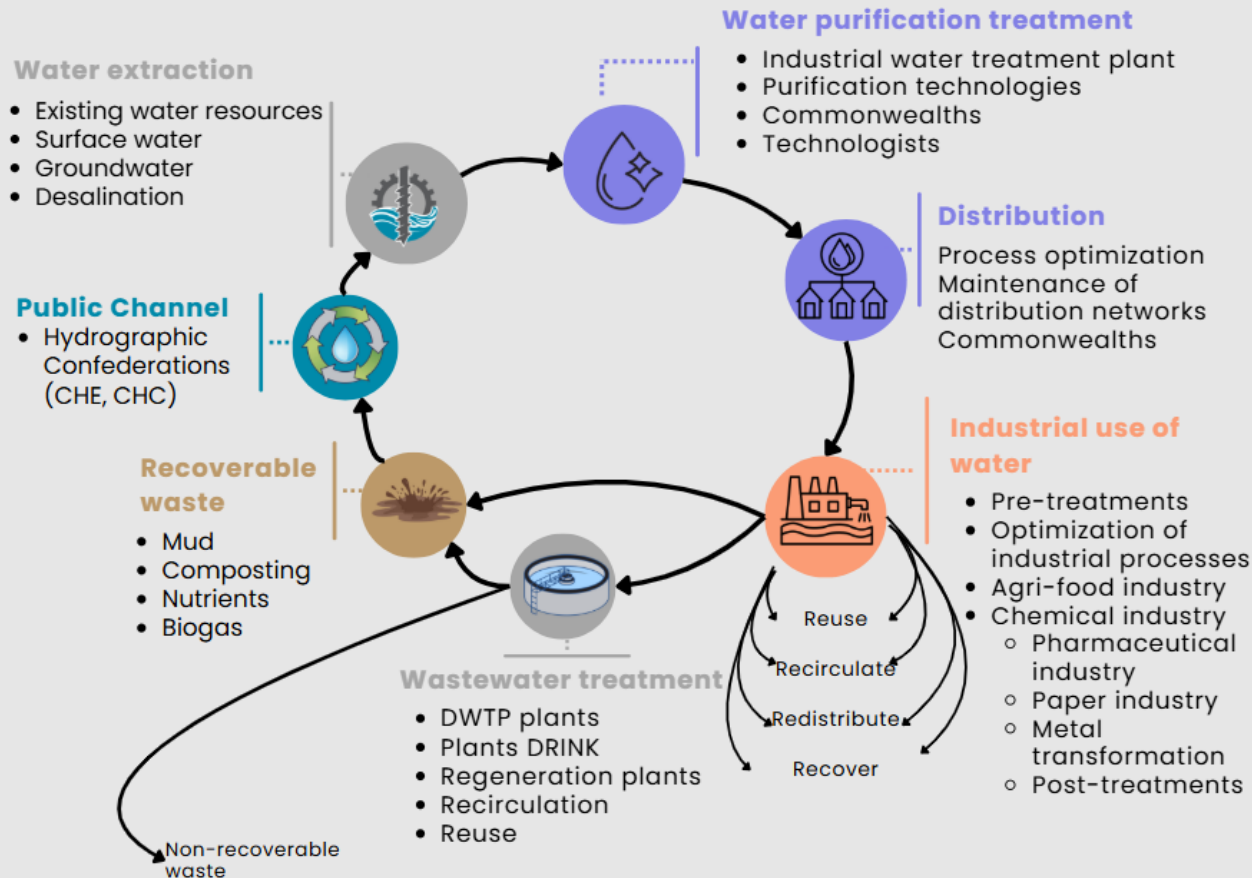 Water purification treatment
• Industrial water treatment plant
• Purification technologies
• Commonwealths
• Technologists
Water extraction
• Existing water resources
• Surface water
• Groundwater
• Desalination
Distribution
Process optimization
Maintenance of
distribution networks
Commonwealths
Public Channel
• Hydrographic
Confederations
(CHE, CHC)
Industrial use of
water
• Pre-treatments
• Optimization of
industrial processes
• Agri-food industry
• Chemical industry
○ Pharmaceutical
industry
○ Paper industry
○ Metal
transformation
○ Post-treatments
Recoverable
waste
• Mud
• Composting
• Nutrients
• Biogas
Reuse
Recirculate
Redistribute
Recover
Wastewater treatment
• DWTP plants
• Plants DRINK
• Regeneration plants
• Recirculation
• Reuse
Non-recoverable
waste